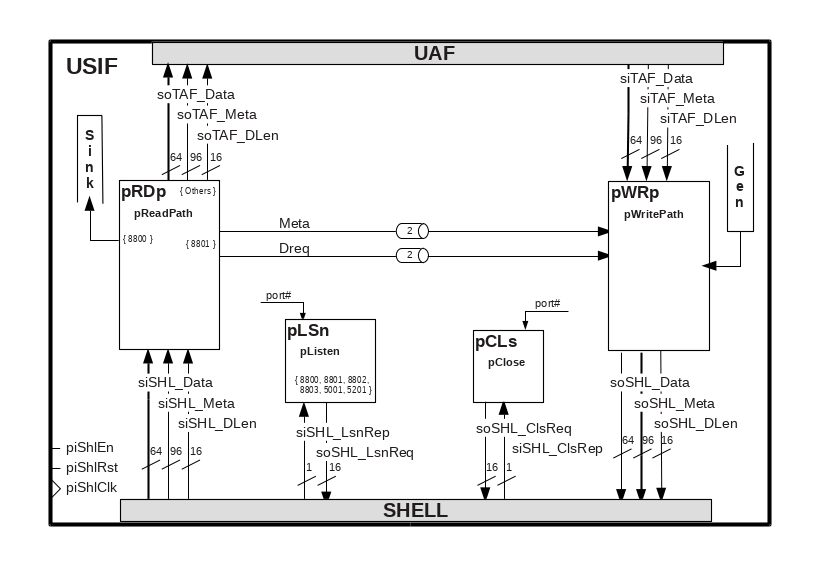 UAF
USIF
soTAF_Data
soTAF_Meta
soTAF_DLen
64 96 16
siTAF_Data
siTAF_Meta
siTAF_DLen
64 96 16
Sink
Gen
pRDp { Others }
pReadPath
{ 8800 }
{ 8801 }
Meta 2
Dreq 2
pWRp
pWritePath
port#
pLSn
pListen
{ 8800, 8801, 8802,
8803, 5001, 5201 }
port#
pCLs
pClose
siSHL_Data
siSHL_Meta
siSHL_DLen
64 96 16
siSHL_LsnRep
soSHL_LsnReq
1 16
soSHL_ClsReq
siSHL_ClsRep
16 1
soSHL_Data
soSHL_Meta
soSHL_DLen
64 96 16
piShlEn
piShlRst
piShlClk
SHELL